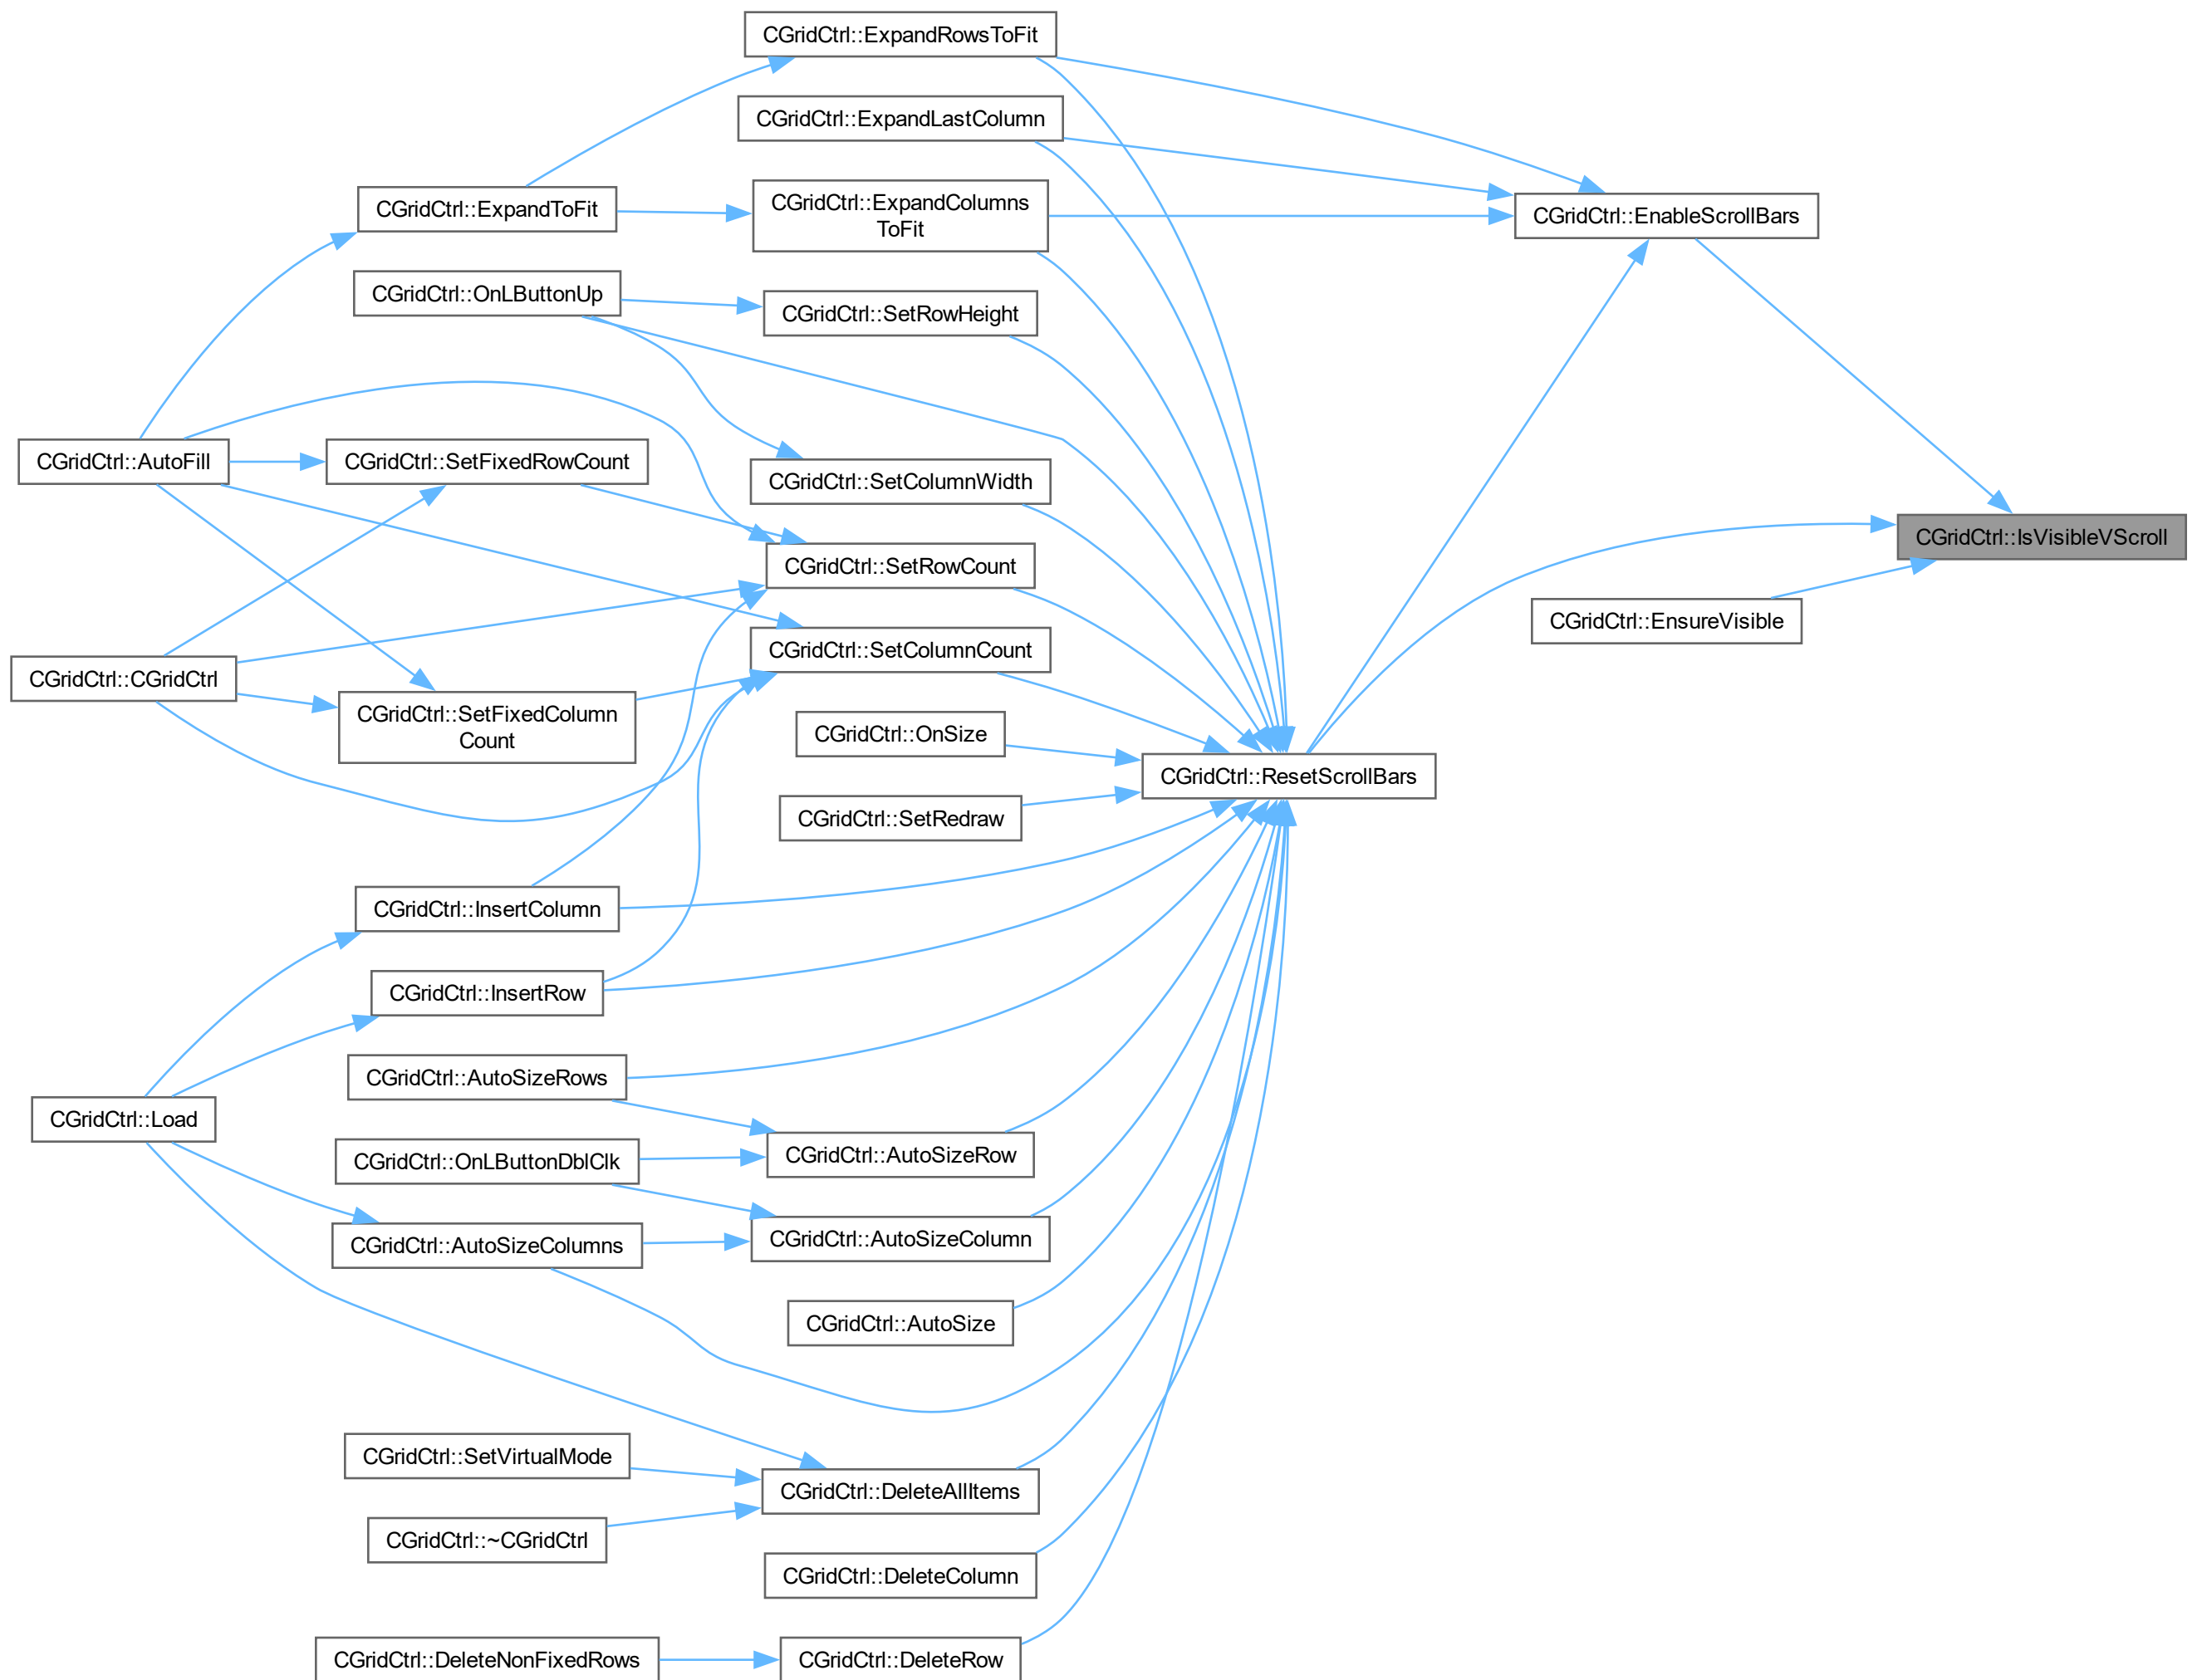 CGridCtrl::ExpandRowsToFit
CGridCtrl::ExpandLastColumn
CGridCtrl::ExpandToFit
CGridCtrl::ExpandColumns
ToFit
CGridCtrl::EnableScrollBars
CGridCtrl::OnLButtonUp
CGridCtrl::SetRowHeight
CGridCtrl::AutoFill
CGridCtrl::SetFixedRowCount
CGridCtrl::SetColumnWidth
CGridCtrl::IsVisibleVScroll
CGridCtrl::SetRowCount
CGridCtrl::EnsureVisible
CGridCtrl::SetColumnCount
CGridCtrl::CGridCtrl
CGridCtrl::SetFixedColumn
Count
CGridCtrl::OnSize
CGridCtrl::ResetScrollBars
CGridCtrl::SetRedraw
CGridCtrl::InsertColumn
CGridCtrl::InsertRow
CGridCtrl::AutoSizeRows
CGridCtrl::Load
CGridCtrl::OnLButtonDblClk
CGridCtrl::AutoSizeRow
CGridCtrl::AutoSizeColumns
CGridCtrl::AutoSizeColumn
CGridCtrl::AutoSize
CGridCtrl::SetVirtualMode
CGridCtrl::DeleteAllItems
CGridCtrl::~CGridCtrl
CGridCtrl::DeleteColumn
CGridCtrl::DeleteNonFixedRows
CGridCtrl::DeleteRow